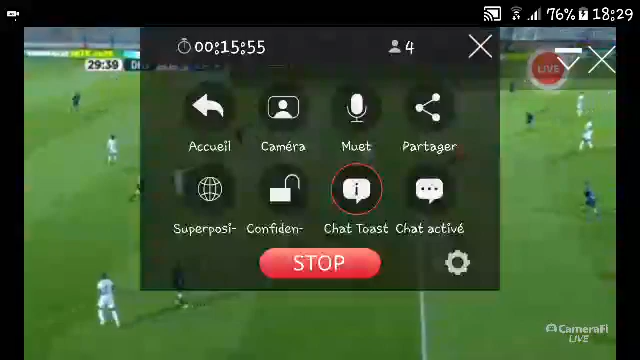 76% 18:29
00:15:55 4
29:39 DH
LIVE
Accueil Caméra Muet Partager
Superposi- Confiden- Chat Toast Chat activé
STOP
CameraFi
LIVE